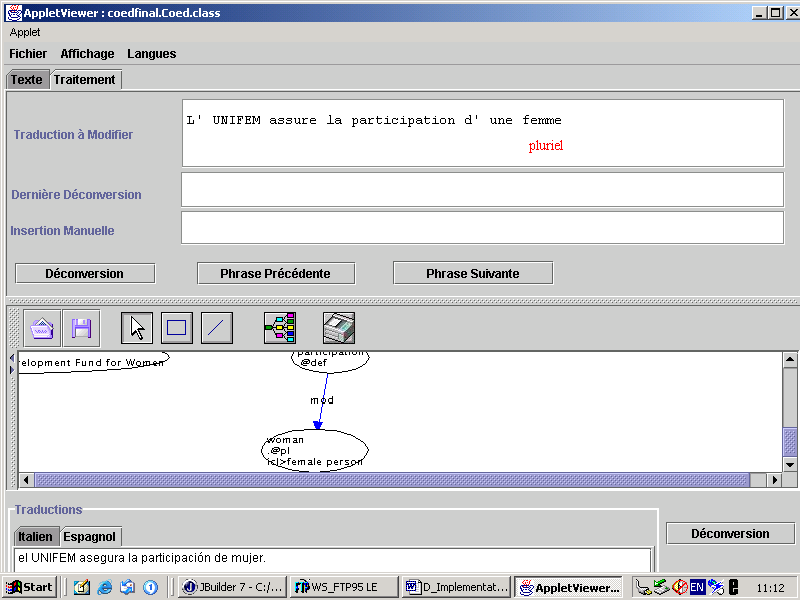 AppletViewer : coedfinal.Coed.class
Applet
Fichier Affichage Langues
Texte Traitement
Traduction à Modifier
L' UNIFEM assure la participation d' une femme
pluriel
Dernière Déconversion
Insertion Manuelle
Déconversion Phrase Précédente Phrase Suivante
velopment Fund for Women
participation
@def
mod
woman
.@pl
icl>female person
Traductions
Italien Espagnol
Déconversion
el UNIFEM asegura la participación de mujer.
Start JBuilder 7 - C:/... WS_FTP95 LE D_Implementat... AppletViewer... EN 11:12